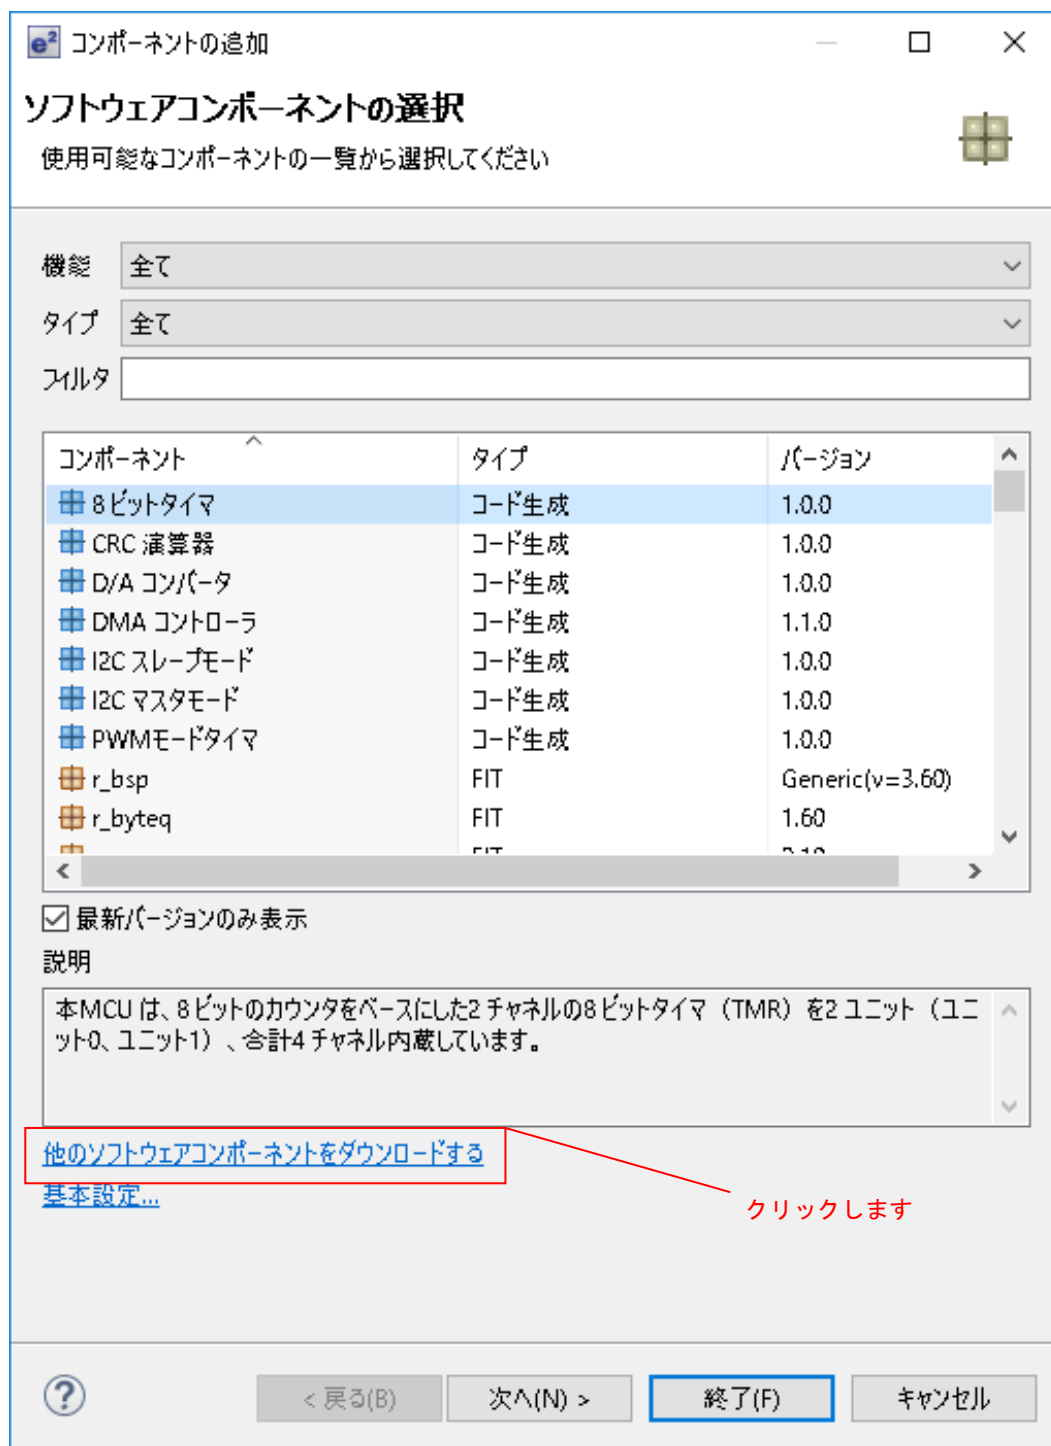 e² コンポーネントの追加
ソフトウェアコンポーネントの選択
使用可能なコンポーネントの一覧から選択してください
機能 全て
タイプ 全て
フィルタ
コンポーネント タイプ バージョン
8ビットタイマ コード生成 1.0.0
CRC 演算器 コード生成 1.0.0
D/A コンバータ コード生成 1.0.0
DMA コントローラ コード生成 1.1.0
I2C スレーブモード コード生成 1.0.0
I2C マスタモード コード生成 1.0.0
PWMモードタイマ コード生成 1.0.0
r_bsp FIT Generic(v=3.60)
r_byteq FIT 1.60
最新バージョンのみ表示
説明
本MCU は、8ビットのカウンタをベースにした2チャネルの8ビットタイマ（TMR）を2ユニット（ユニ
ット0、ユニット1）、合計4チャネル内蔵しています。
他のソフトウェアコンポーネントをダウンロードする
基本設定...
クリックします
< 戻る(B) 次へ(N) > 終了(F) キャンセル